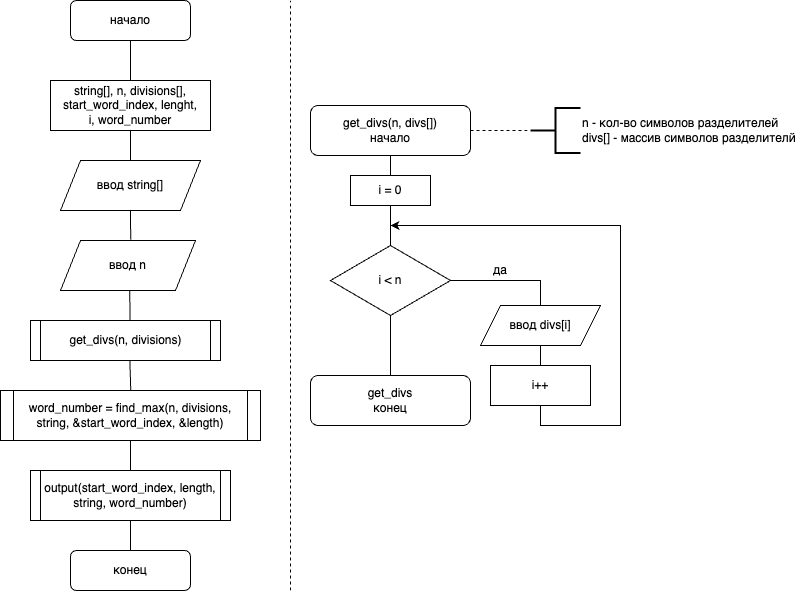 начало
string[], n, divisions[],
start_word_index, lenght,
i, word_number
ввод string[]
ввод n
get_divs(n, divisions)
word_number = find_max(n, divisions,
string, &start_word_index, &length)
output(start_word_index, length,
string, word_number)
конец
get_divs(n, divs[])
начало
n - кол-во символов разделителей
divs[] - массив символов разделитеlй
i = 0
i < n
да
ввод divs[i]
i++
get_divs
конец